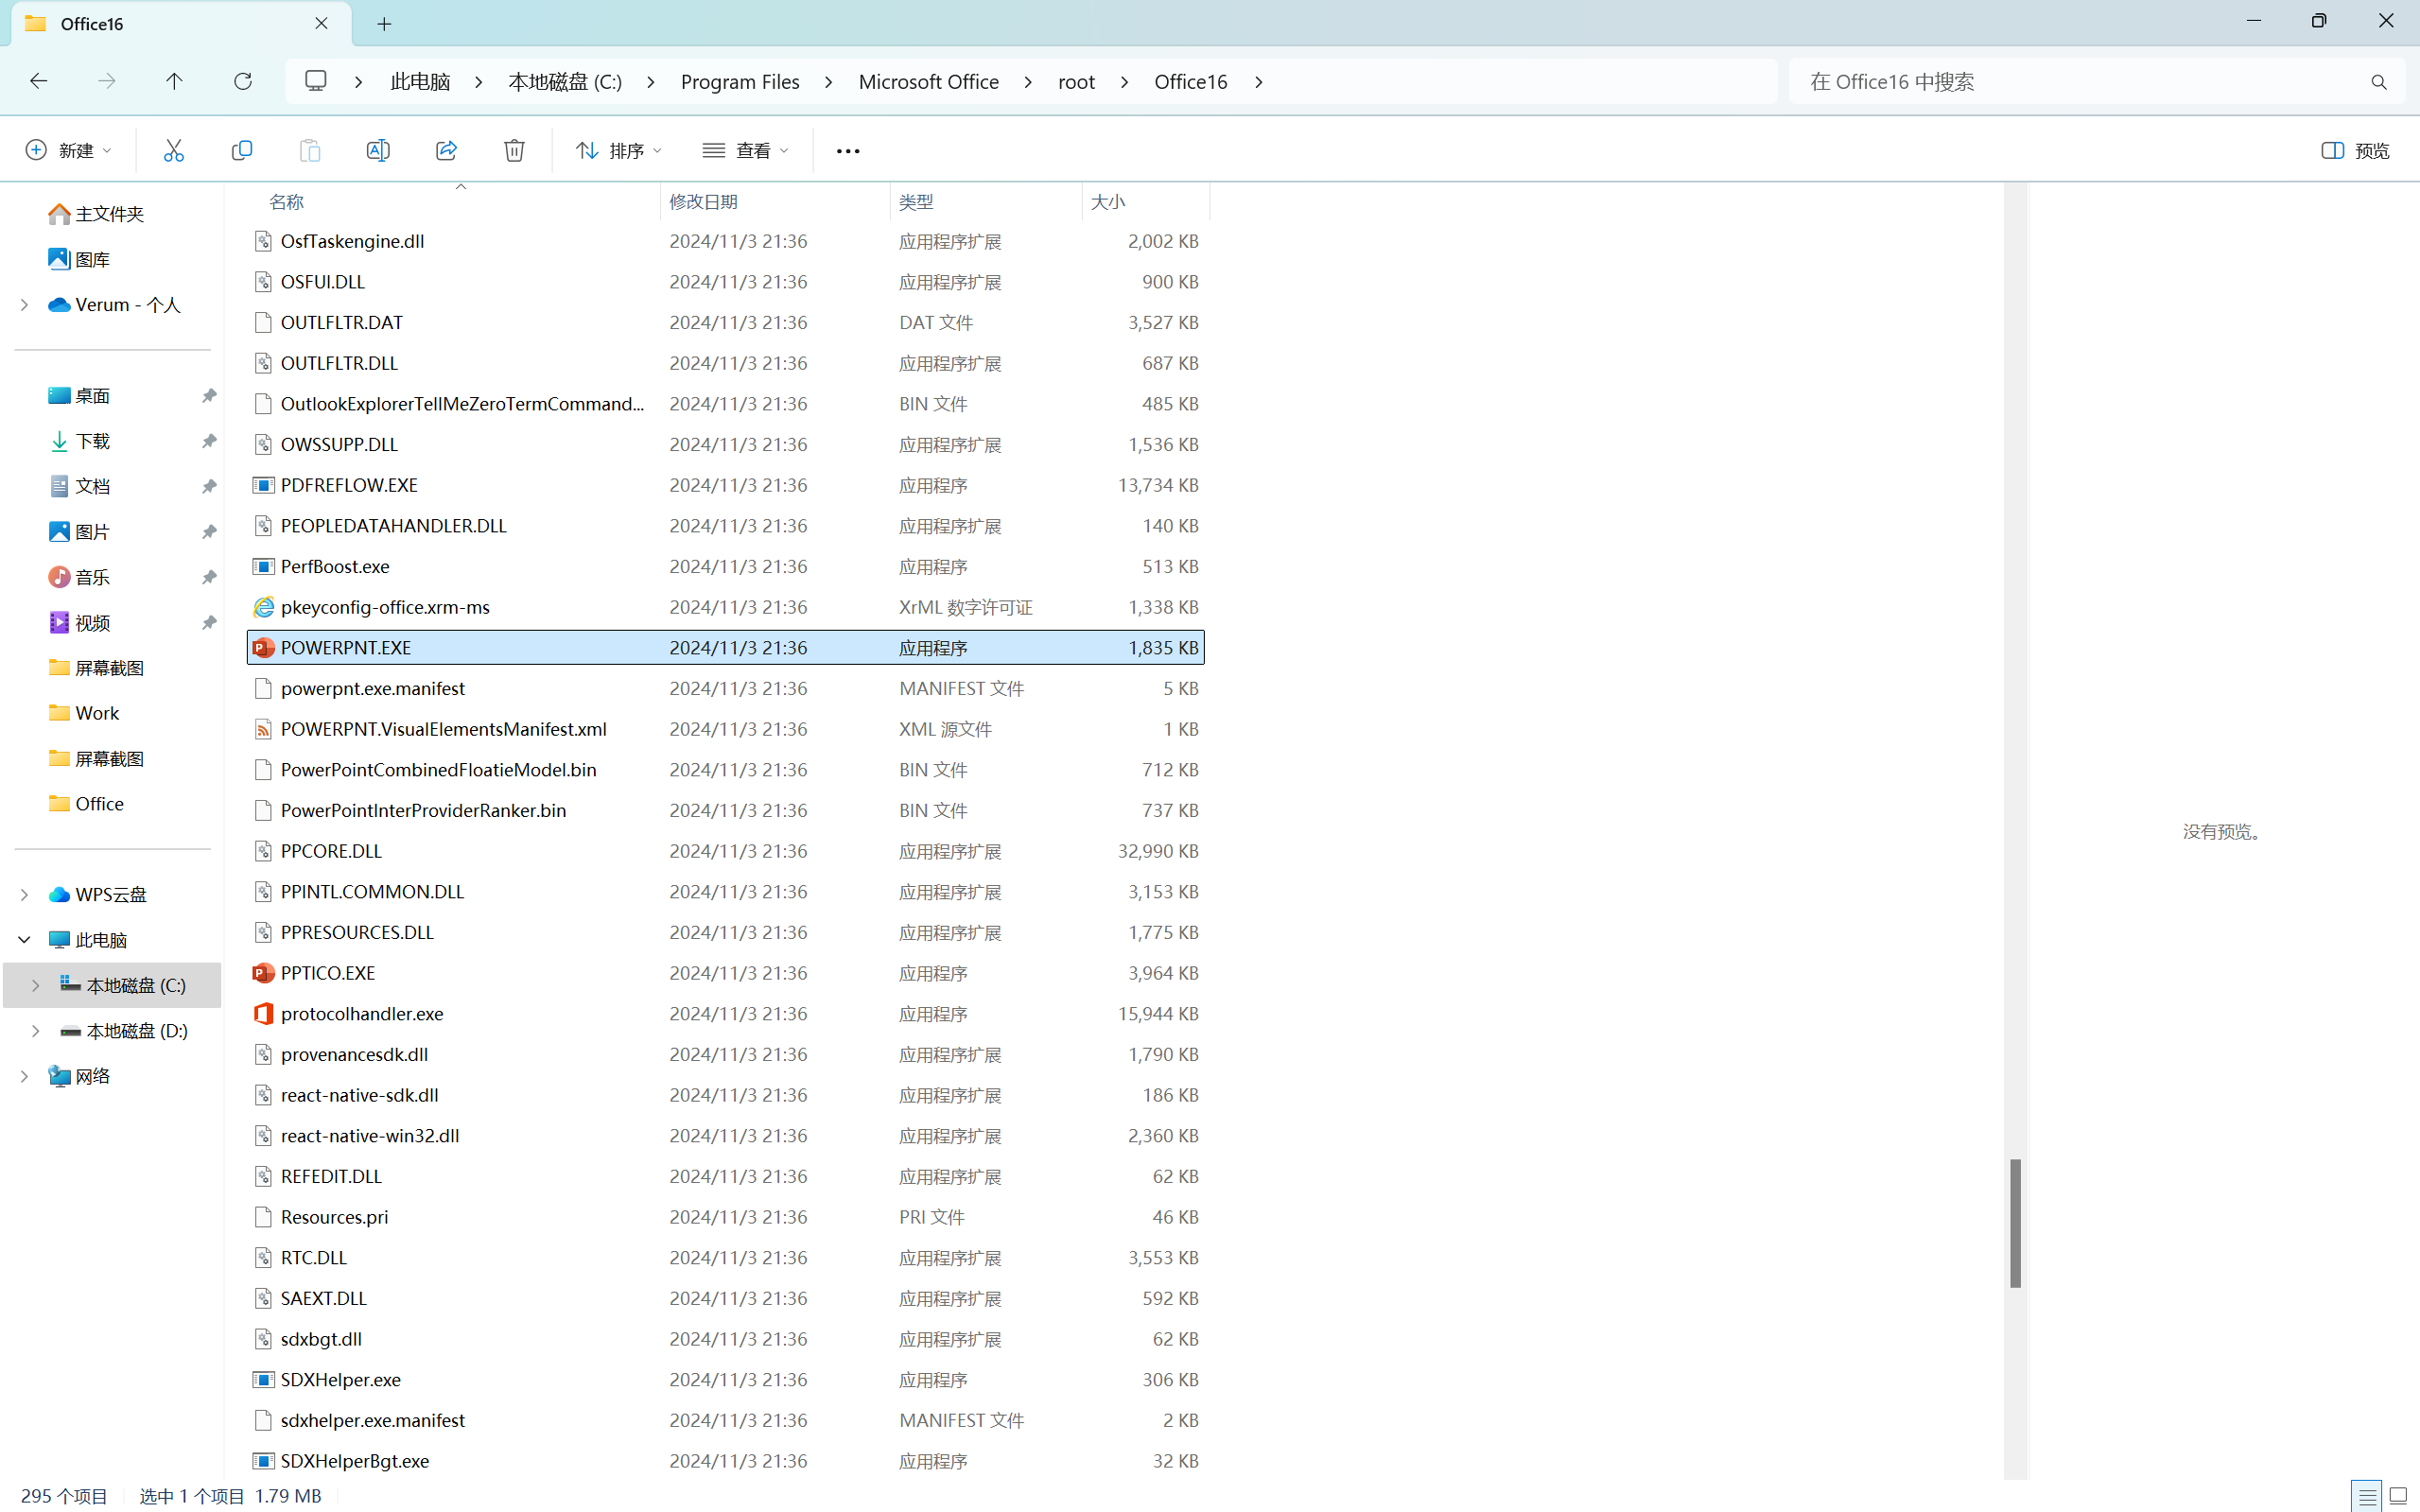 Office16
此电脑 本地磁盘 (C:) Program Files Microsoft Office root Office16
在 Office16 中搜索
新建 排序 查看 预览
主文件夹
图库
Verum - 个人
桌面
下载
文档
图片
音乐
视频
屏幕截图
Work
屏幕截图
Office
WPS云盘
此电脑
本地磁盘 (C:)
本地磁盘 (D:)
网络
名称 修改日期 类型 大小
OsfTaskengine.dll 2024/11/3 21:36 应用程序扩展 2,002 KB
OSFUI.DLL 2024/11/3 21:36 应用程序扩展 900 KB
OUTLFLTR.DAT 2024/11/3 21:36 DAT 文件 3,527 KB
OUTLFLTR.DLL 2024/11/3 21:36 应用程序扩展 687 KB
OutlookExplorerTellMeZeroTermCommand... 2024/11/3 21:36 BIN 文件 485 KB
OWSSUPP.DLL 2024/11/3 21:36 应用程序扩展 1,536 KB
PDFREFLOW.EXE 2024/11/3 21:36 应用程序 13,734 KB
PEOPLEDATAHANDLER.DLL 2024/11/3 21:36 应用程序扩展 140 KB
PerfBoost.exe 2024/11/3 21:36 应用程序 513 KB
pkeyconfig-office.xrm-ms 2024/11/3 21:36 XrML 数字许可证 1,338 KB
POWERPNT.EXE 2024/11/3 21:36 应用程序 1,835 KB
powerpnt.exe.manifest 2024/11/3 21:36 MANIFEST 文件 5 KB
POWERPNT.VisualElementsManifest.xml 2024/11/3 21:36 XML 源文件 1 KB
PowerPointCombinedFloatieModel.bin 2024/11/3 21:36 BIN 文件 712 KB
PowerPointInterProviderRanker.bin 2024/11/3 21:36 BIN 文件 737 KB
PPCORE.DLL 2024/11/3 21:36 应用程序扩展 32,990 KB
PPINTL.COMMON.DLL 2024/11/3 21:36 应用程序扩展 3,153 KB
PPRESOURCES.DLL 2024/11/3 21:36 应用程序扩展 1,775 KB
PPTICO.EXE 2024/11/3 21:36 应用程序 3,964 KB
protocolhandler.exe 2024/11/3 21:36 应用程序 15,944 KB
provenancesdk.dll 2024/11/3 21:36 应用程序扩展 1,790 KB
react-native-sdk.dll 2024/11/3 21:36 应用程序扩展 186 KB
react-native-win32.dll 2024/11/3 21:36 应用程序扩展 2,360 KB
REFEDIT.DLL 2024/11/3 21:36 应用程序扩展 62 KB
Resources.pri 2024/11/3 21:36 PRI 文件 46 KB
RTC.DLL 2024/11/3 21:36 应用程序扩展 3,553 KB
SAEXT.DLL 2024/11/3 21:36 应用程序扩展 592 KB
sdxbgt.dll 2024/11/3 21:36 应用程序扩展 62 KB
SDXHelper.exe 2024/11/3 21:36 应用程序 306 KB
sdxhelper.exe.manifest 2024/11/3 21:36 MANIFEST 文件 2 KB
SDXHelperBgt.exe 2024/11/3 21:36 应用程序 32 KB
没有预览。
295 个项目 选中 1 个项目 1.79 MB